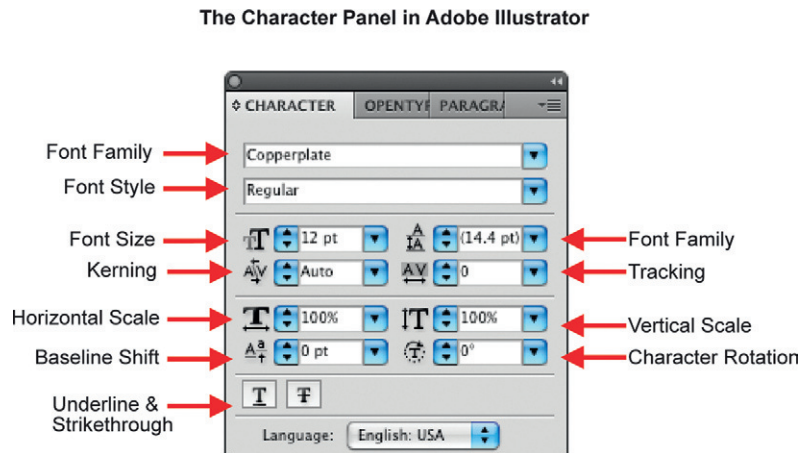 The Character Panel in Adobe Illustrator
CHARACTER OPENTYP PARAGRA
Font Family Copperplate
Font Style Regular
Font Size 12 pt (14.4 pt) Font Family
Kerning Auto 0 Tracking
Horizontal Scale 100% 100% Vertical Scale
Baseline Shift 0 pt 0° Character Rotation
Underline &
Strikethrough
Language: English: USA